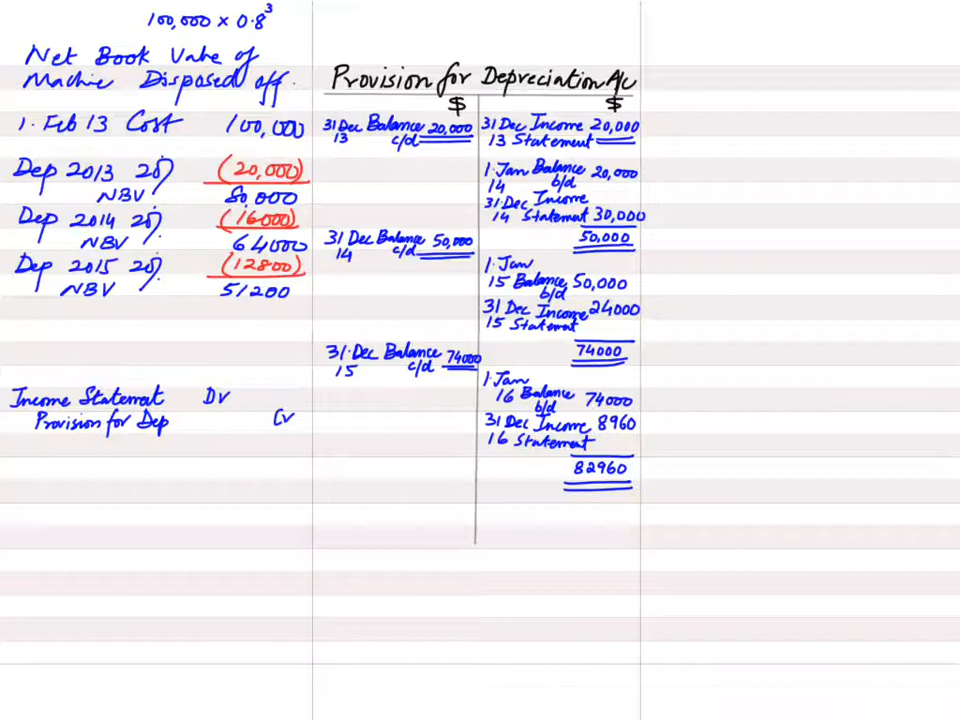 100,000 × 0.8³
Net Book Value of
Machine Disposed off.
1. Feb 13 Cost 100,000
Dep 2013 20% (20,000)
NBV 80,000
Dep 2014 20% (16000)
NBV 64000
Dep 2015 20% (12800)
NBV 51200
Income Statement Dr
Provision for Dep Cr
Provision for Depreciation A/c
$ $
31 Dec Balance 20,000
13 c/d
31 Dec Balance 50,000
14 c/d
31. Dec Balance 74000
15 c/d
31 Dec Income 20,000
13 Statement
1. Jan Balance 20,000
14 b/d
31 Dec Income
14 Statement 30,000
50,000
1. Jan
15 Balance 50,000
b/d
31 Dec Income 24000
15 Statement
74000
1. Jan
16 Balance 74000
b/d
31 Dec Income 8960
16 Statement
82960